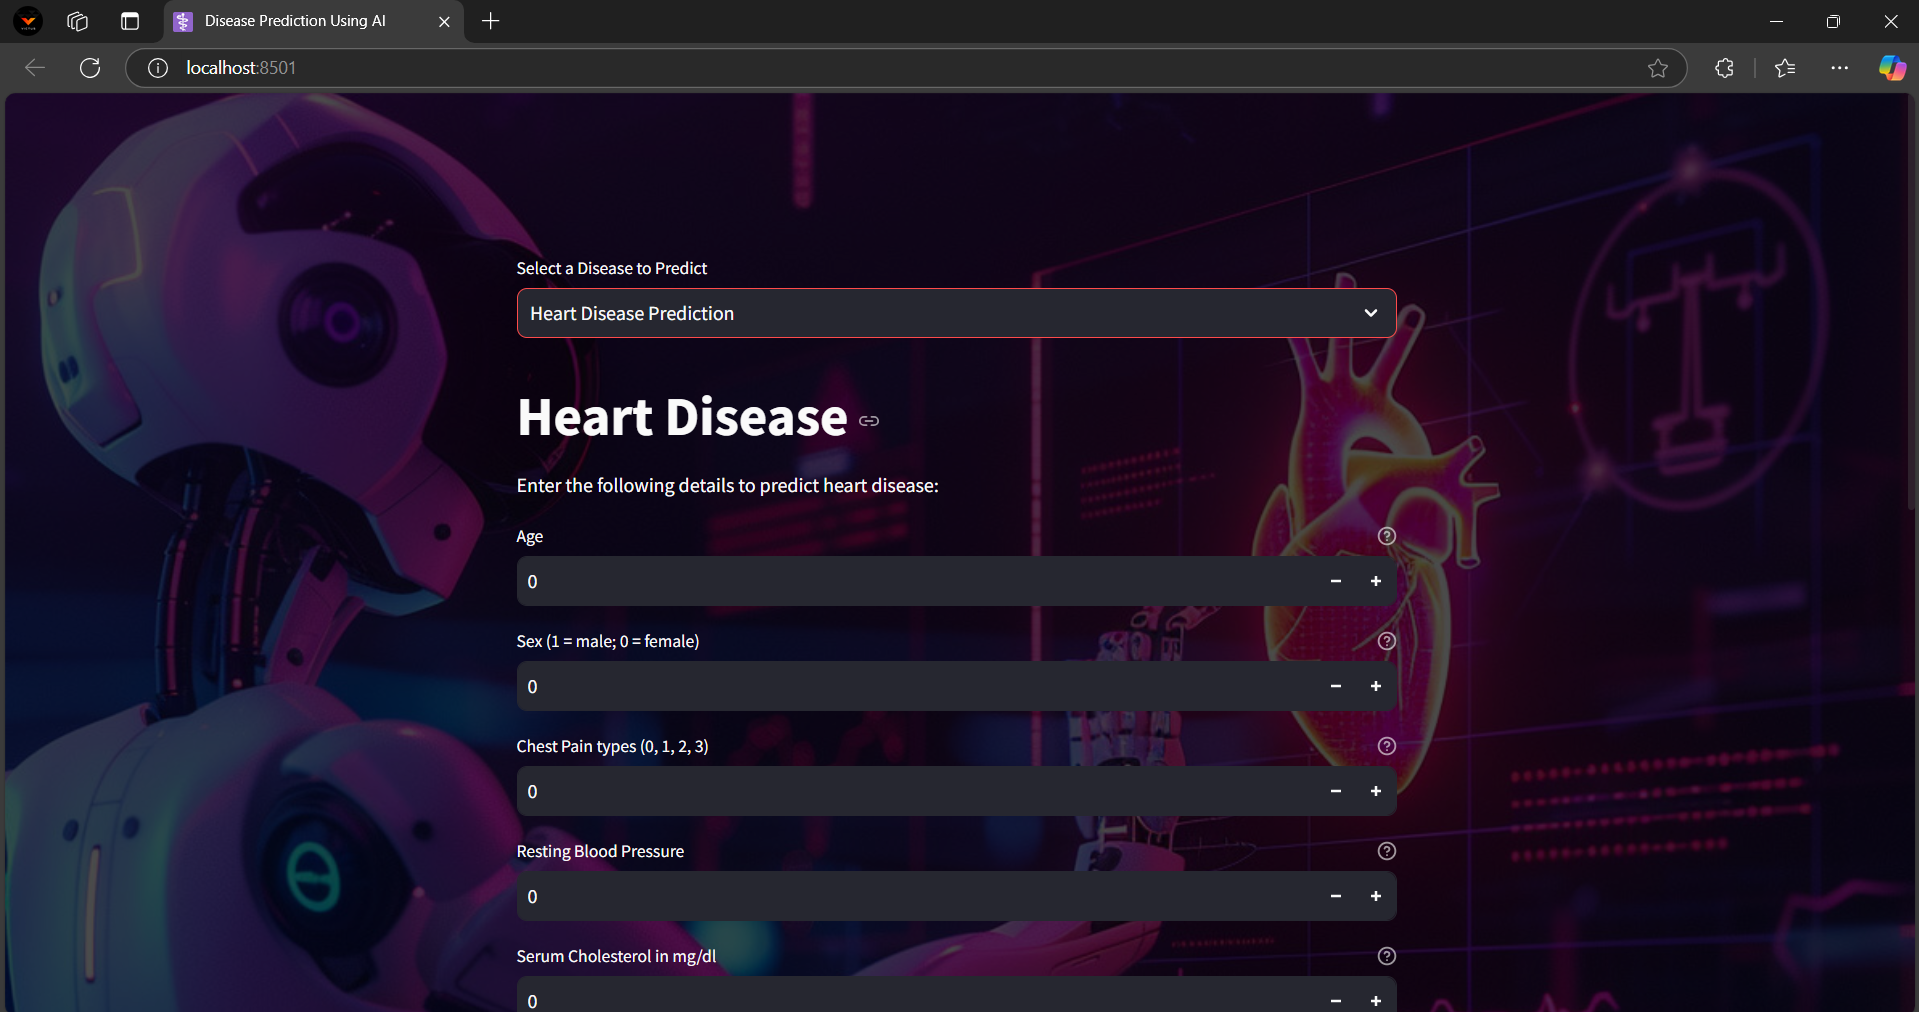 Disease Prediction Using AI
localhost:8501
Select a Disease to Predict
Heart Disease Prediction
Heart Disease
Enter the following details to predict heart disease:
Age
0
Sex (1 = male; 0 = female)
0
Chest Pain types (0, 1, 2, 3)
0
Resting Blood Pressure
0
Serum Cholesterol in mg/dl
0